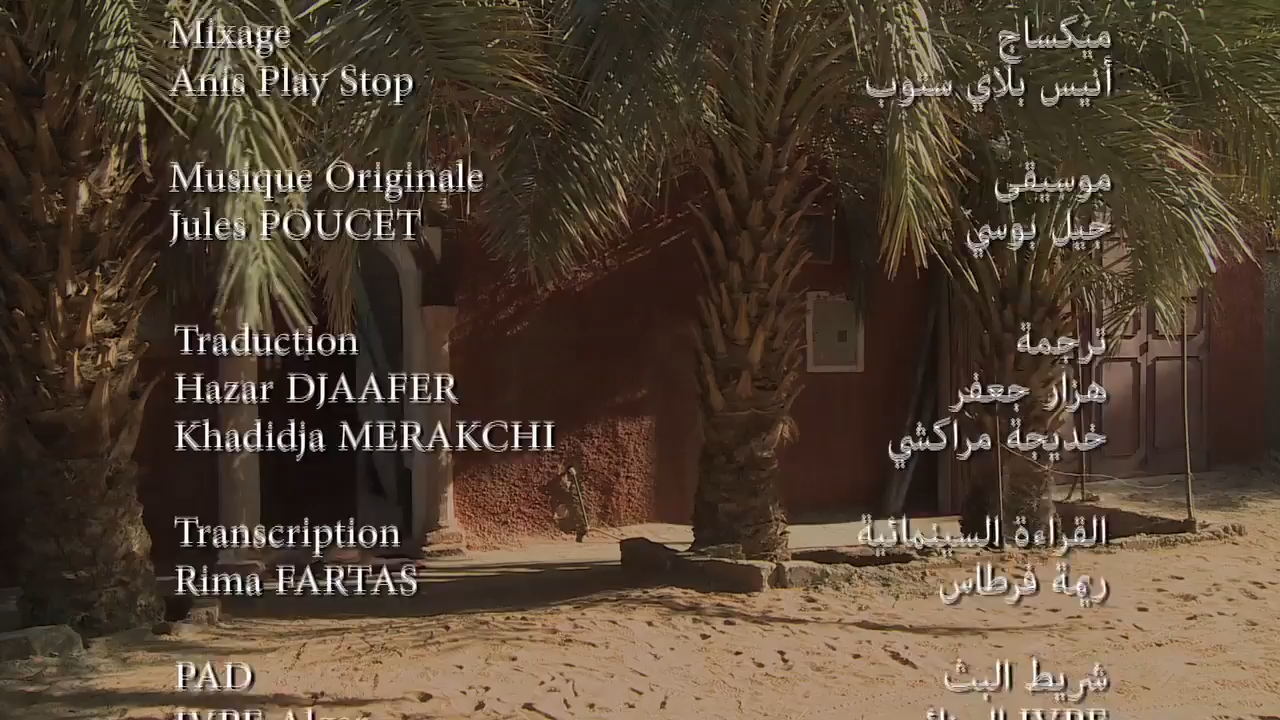 Mixage
ميكساج
Anis Play Stop
أنيس بلاي ستوب
Musique Originale
موسيقى
Jules POUCET
جيل بوسي
Traduction
ترجمة
Hazar DJAAFER
هزار جعفر
Khadidja MERAKCHI
خديجة مراكشي
Transcription
القراءة السينمائية
Rima FARTAS
ريمة فرطاس
PAD
شريط البث